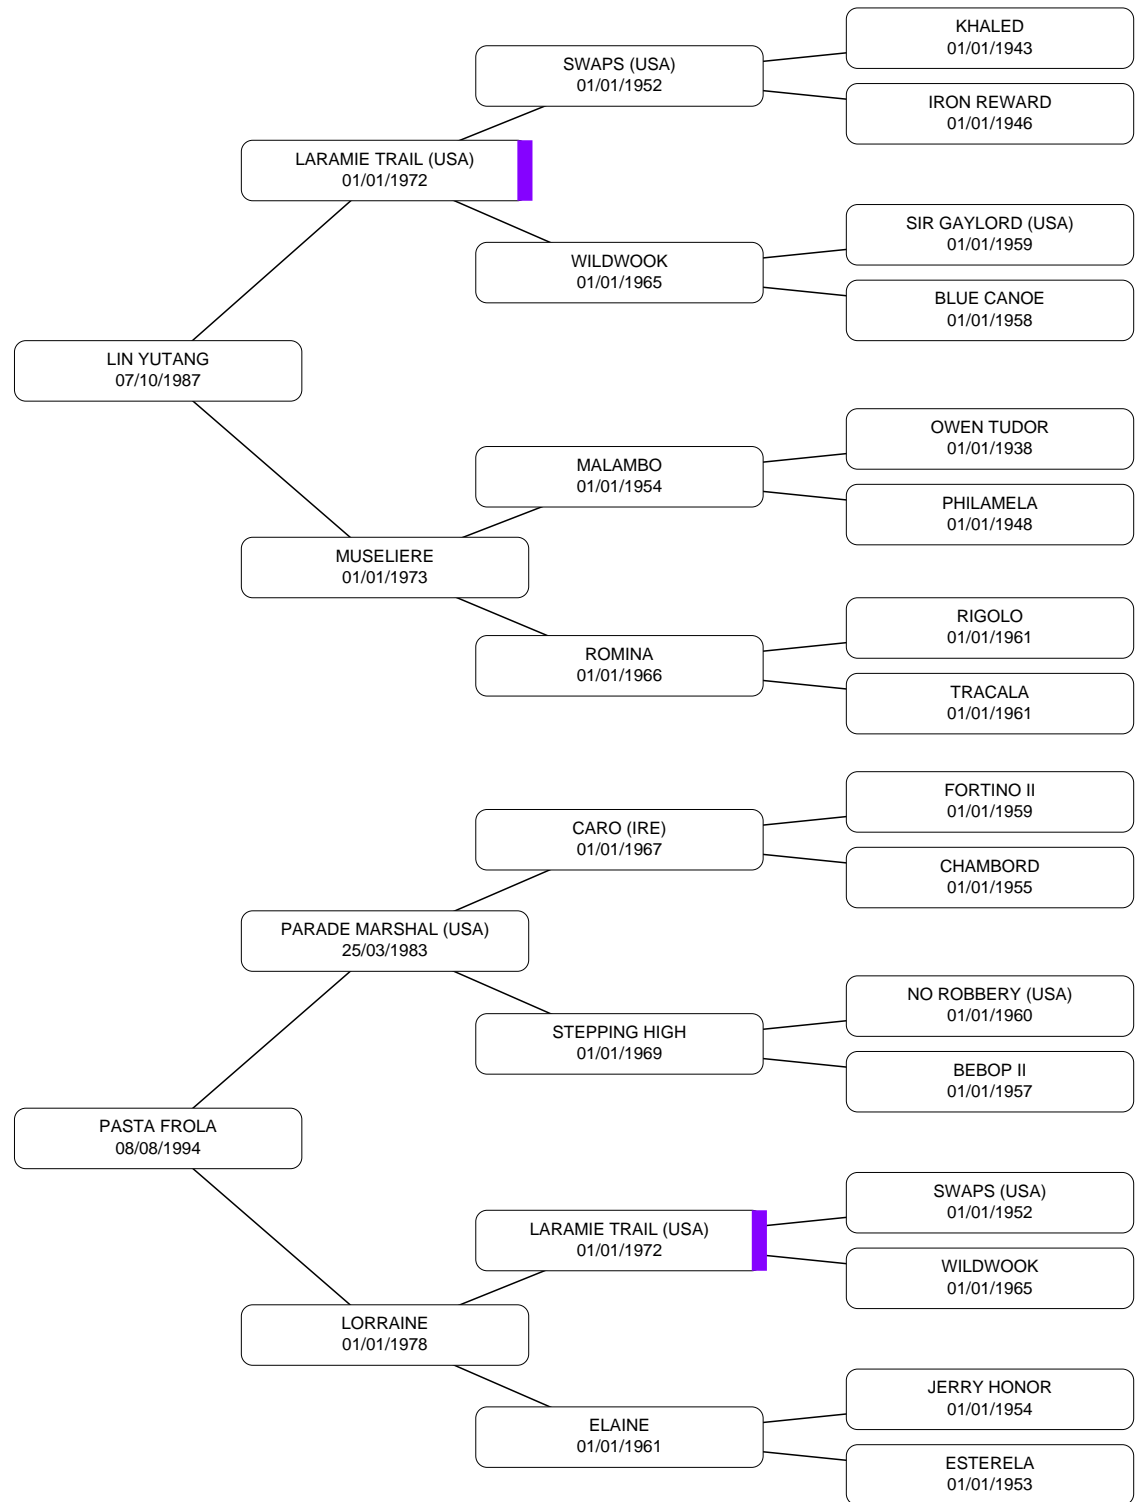 KHALED
01/01/1943
SWAPS (USA)
01/01/1952
IRON REWARD
01/01/1946
LARAMIE TRAIL (USA)
01/01/1972
SIR GAYLORD (USA)
01/01/1959
WILDWOOK
01/01/1965
BLUE CANOE
01/01/1958
LIN YUTANG
07/10/1987
OWEN TUDOR
01/01/1938
MALAMBO
01/01/1954
PHILAMELA
01/01/1948
MUSELIERE
01/01/1973
RIGOLO
01/01/1961
ROMINA
01/01/1966
TRACALA
01/01/1961
FORTINO II
01/01/1959
CARO (IRE)
01/01/1967
CHAMBORD
01/01/1955
PARADE MARSHAL (USA)
25/03/1983
NO ROBBERY (USA)
01/01/1960
STEPPING HIGH
01/01/1969
BEBOP II
01/01/1957
PASTA FROLA
08/08/1994
SWAPS (USA)
01/01/1952
LARAMIE TRAIL (USA)
01/01/1972
WILDWOOK
01/01/1965
LORRAINE
01/01/1978
JERRY HONOR
01/01/1954
ELAINE
01/01/1961
ESTERELA
01/01/1953